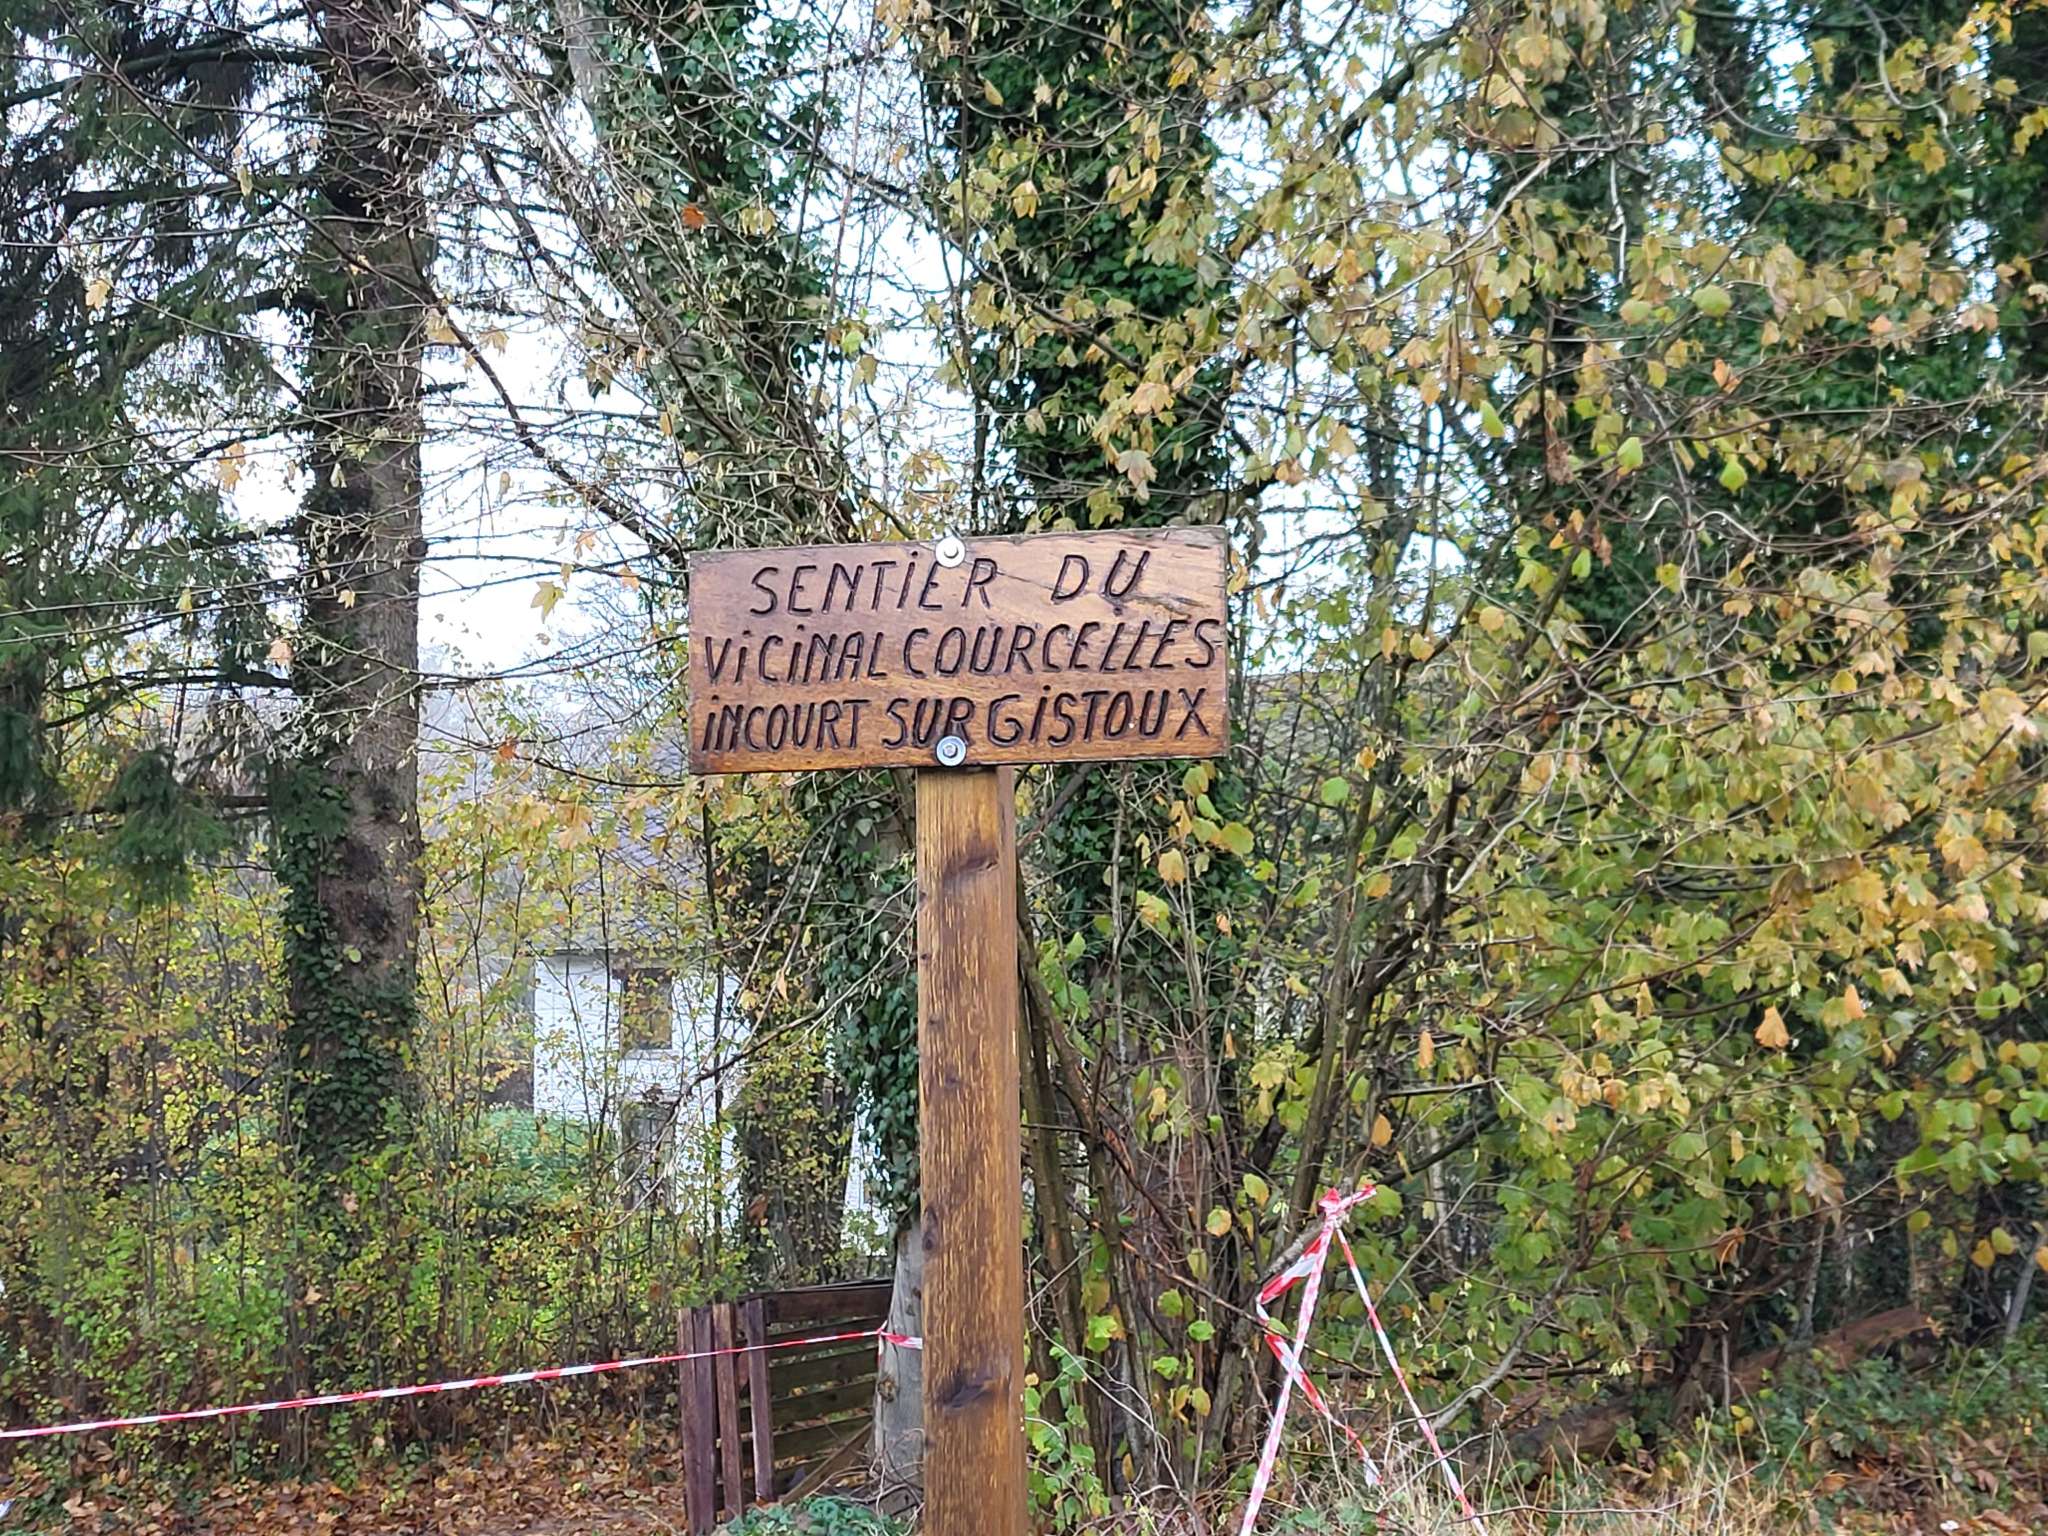 SENTiER DU
ViCiNAL COURCELLES
iNCOURT SUR GiSTOUX